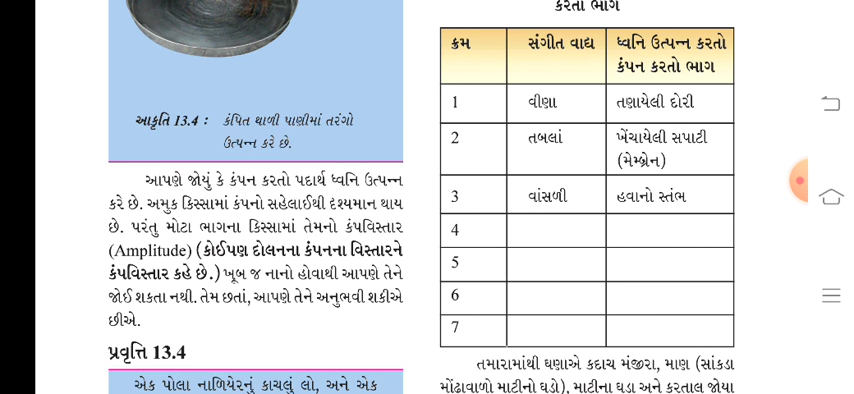 આકૃતિ 13.4 : કંપિત થાળી પાણીમાં તરંગો
ઉત્પન્ન કરે છે.
આપણે જોયું કે કંપન કરતો પદાર્થ ધ્વનિ ઉત્પન્ન
કરે છે. અમુક કિસ્સામાં કંપનો સહેલાઈથી દૃશ્યમાન થાય
છે. પરંતુ મોટા ભાગના કિસ્સામાં તેમનો કંપવિસ્તાર
(Amplitude) (કોઈપણ દોલનના કંપનના વિસ્તારને
કંપવિસ્તાર કહે છે.) ખૂબ જ નાનો હોવાથી આપણે તેને
જોઈ શકતા નથી. તેમ છતાં, આપણે તેને અનુભવી શકીએ
છીએ.
પ્રવૃત્તિ 13.4
એક પોલા નાળિયેરનું કાચલું લો, અને એક
કરતો ભાગ
ક્રમ સંગીત વાદ્ય ધ્વનિ ઉત્પન્ન કરતો
કંપન કરતો ભાગ
1 વીણા તણાયેલી દોરી
2 તબલાં ખેંચાયેલી સપાટી
(મેમ્બ્રેન)
3 વાંસળી હવાનો સ્તંભ
4
5
6
7
તમારામાંથી ઘણાએ કદાચ મંજીરા, માણ (સાંકડા
મોંઢાવાળો માટીનો ઘડો), માટીના ઘડા અને કરતાલ જોયા